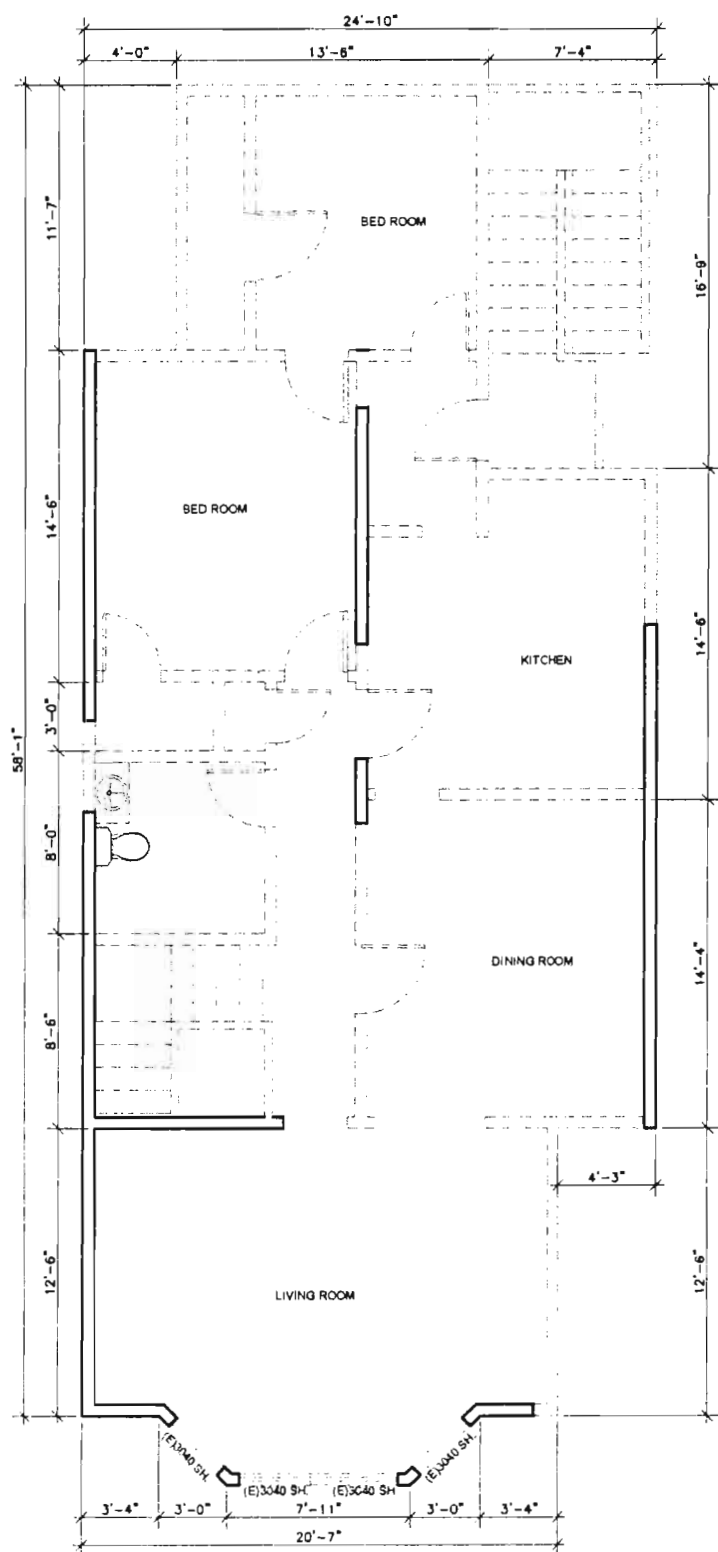 24'-10"
4'-0" 13'-6" 7'-4"
11'-7"
BED ROOM
16'-9"
BED ROOM
14'-6"
KITCHEN
14'-6"
3'-0"
58'-1"
8'-0"
DINING ROOM
14'-4"
8'-6"
4'-3"
12'-6"
LIVING ROOM
12'-6"
(E)3040 SH.
(E)3040 SH.
(E)3040 SH.
(E)3040 SH
3'-4" 3'-0" 7'-11" 3'-0" 3'-4"
20'-7"